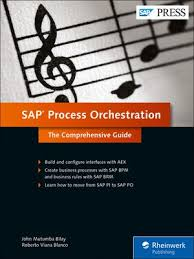 SAP PRESS
SAP® Process Orchestration
The Comprehensive Guide
Build and configure interfaces with AEX
Create business processes with SAP BPM
and business rules with SAP BRM
Learn how to move from SAP PI to SAP PO
John Mutumba Bilay
Roberto Viana Blanco
Rheinwerk
Publishing